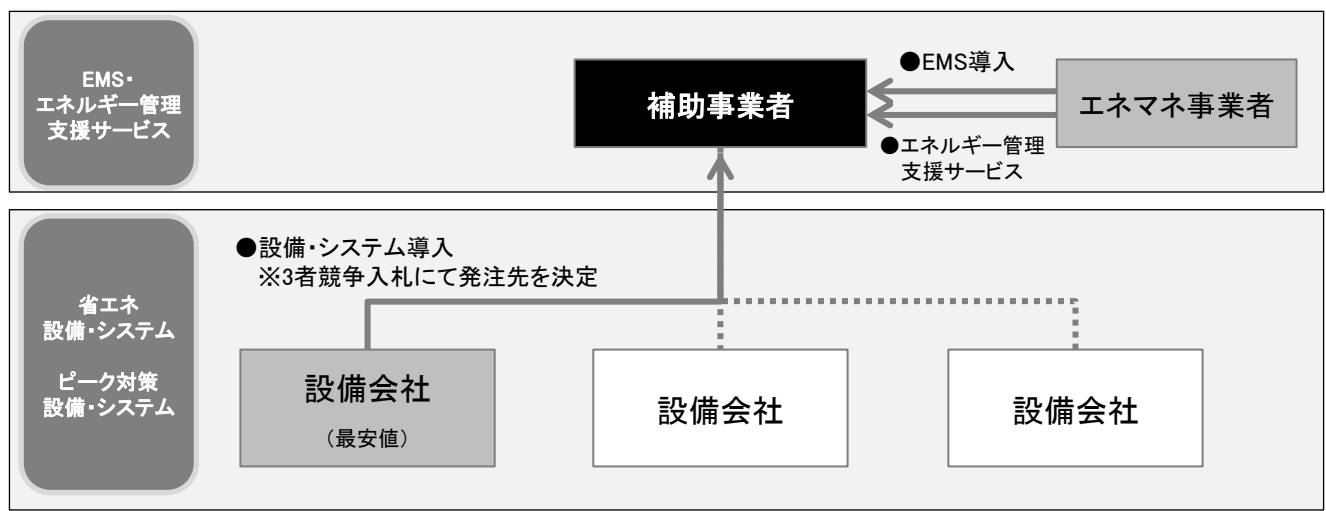 EMS・
エネルギー管理
支援サービス
補助事業者
●EMS導入
エネマネ事業者
●エネルギー管理
支援サービス
省エネ
設備・システム
ピーク対策
設備・システム
●設備・システム導入
※3者競争入札にて発注先を決定
設備会社
（最安値）
設備会社
設備会社